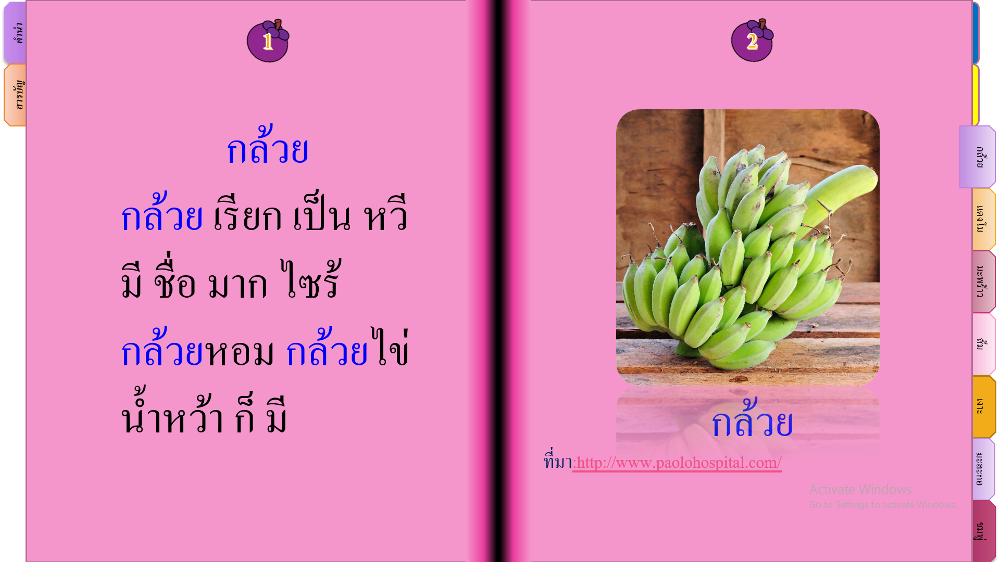 คำนำ
สารบัญ
1
กล้วย
กล้วย เรียก เป็น หวี
มี ชื่อ มาก ไซร้
กล้วยหอม กล้วยไข่
น้ำหว้า ก็ มี
2
กล้วย
ที่มา:http://www.paolohospital.com/
Activate Windows
Go to Settings to activate Windows.
กล้วย
แตงโม
มะพร้าว
ส้ม
เงาะ
มะละกอ
ชมพู่